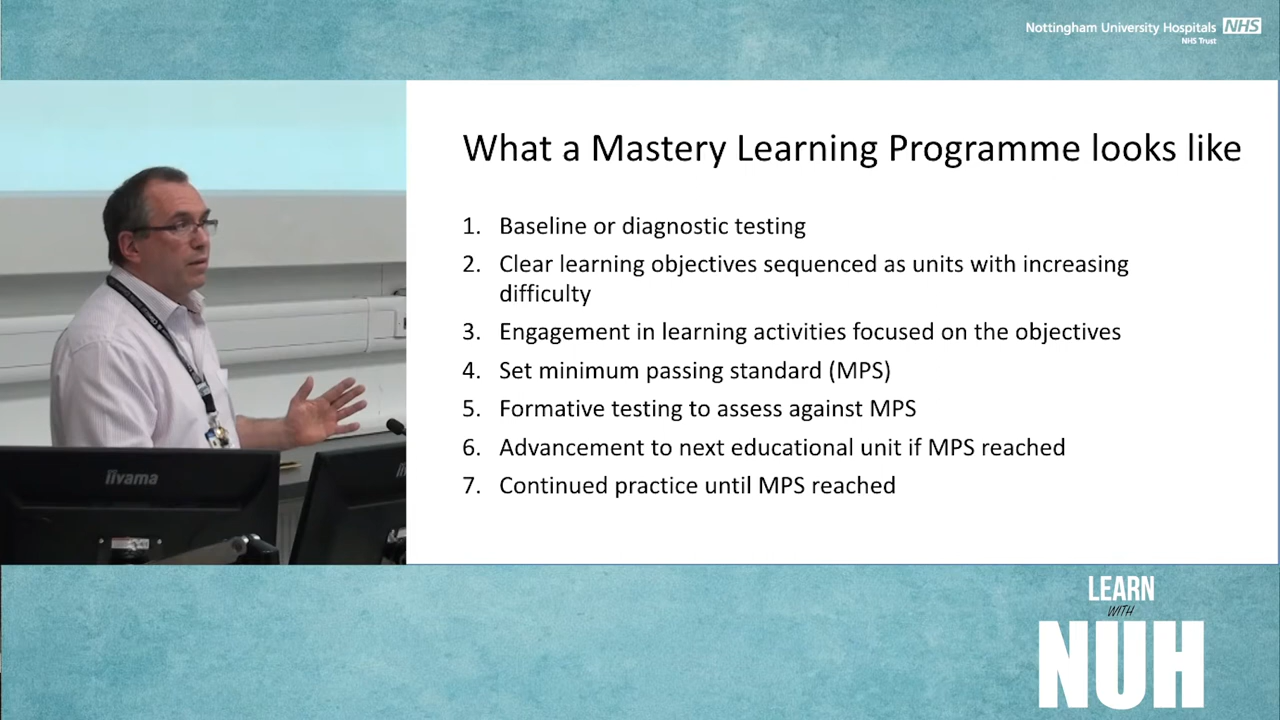 Nottingham University Hospitals NHS
NHS Trust
What a Mastery Learning Programme looks like
1. Baseline or diagnostic testing
2. Clear learning objectives sequenced as units with increasing
difficulty
3. Engagement in learning activities focused on the objectives
4. Set minimum passing standard (MPS)
5. Formative testing to assess against MPS
6. Advancement to next educational unit if MPS reached
7. Continued practice until MPS reached
iiyama
LEARN
WITH
NUH